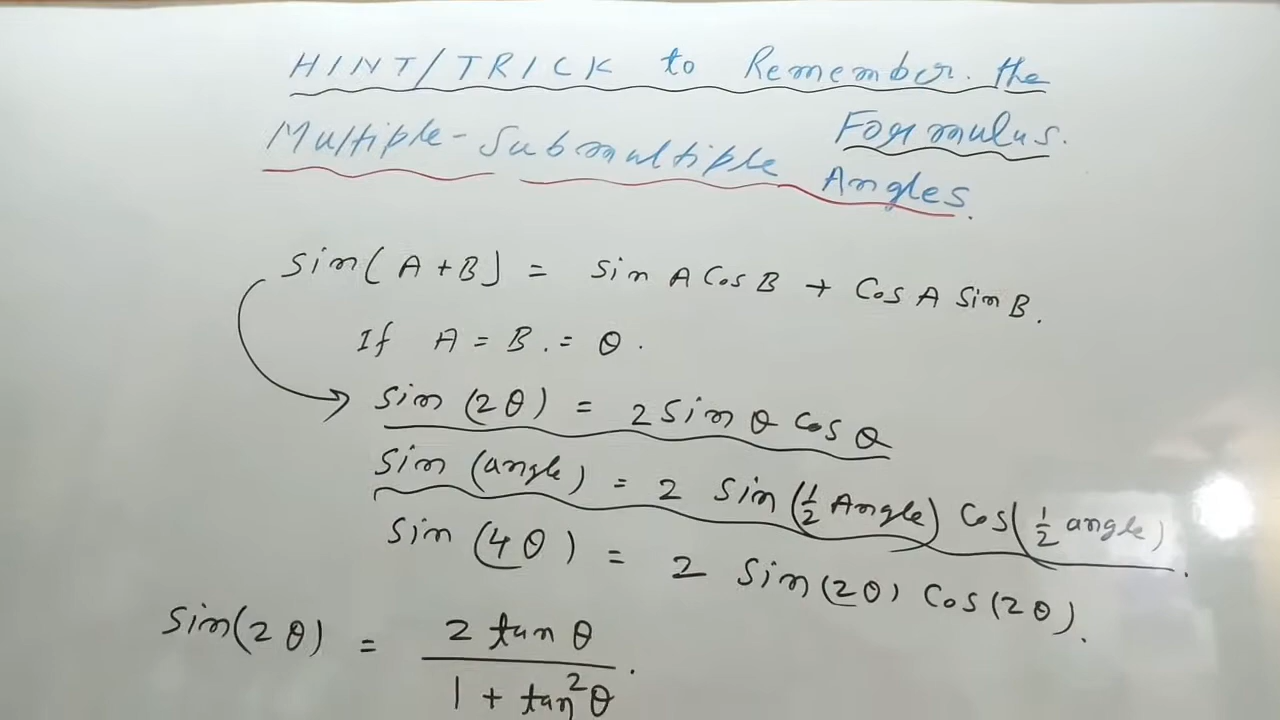 HINT/TRICK to Remember. the
Formulus.
Multiple-Submultiple Angles.
Sin(A+B) = Sin A Cos B + Cos A Sin B.
If A = B. = θ.
Sin (2θ) = 2 Sin θ Cos θ
Sin (angle) = 2 Sin(1/2 Angle) Cos(1/2 angle).
Sin (4θ) = 2 Sin(2θ) Cos(2θ).
Sin(2θ) = 2 tan θ / 1 + tan²θ.